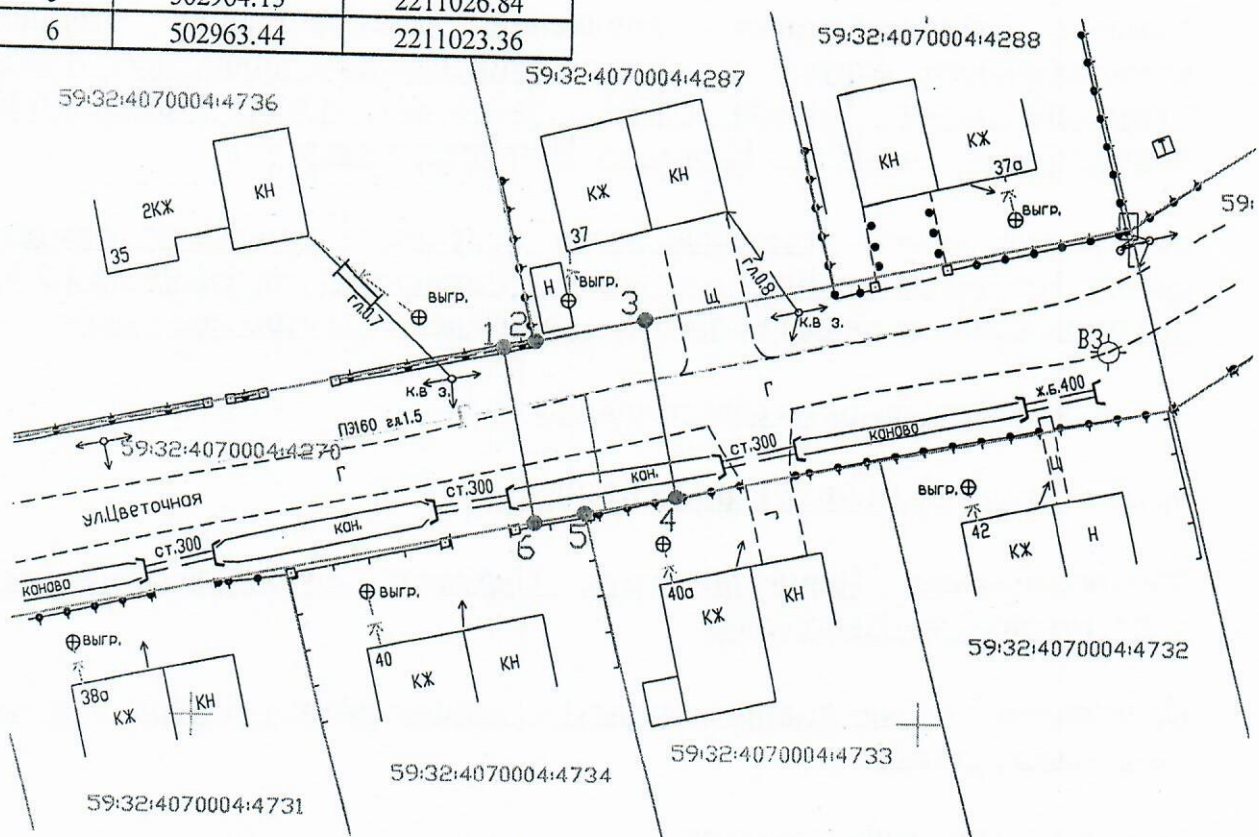 502964.15 2211026.84
6 502963.44 2211023.36
59:32:4070004:4288
59:32:4070004:4287
59:32:4070004:4736
КН
КЖ
37а
Т
КН
КЖ
КН
2КЖ
35
37
выгр.
59:
гл.0.8
Щ
Н
выгр.
выгр.
гл.0.7
3
1 2
к.в з.
В3
к.в з.
ПЭ160 гл.1.5
Г
ж.б.400
59:32:4070004:4270
ст.300
канава
Г
ул.Цветочная
ст.300
кан.
Щ
выгр.
4
кан.
6 5
42
Н
ст.300
КЖ
канава
выгр.
40а
КН
КЖ
выгр.
40
КН
59:32:4070004:4732
38а
КЖ
КН
КЖ
59:32:4070004:4733
59:32:4070004:4734
59:32:4070004:4731